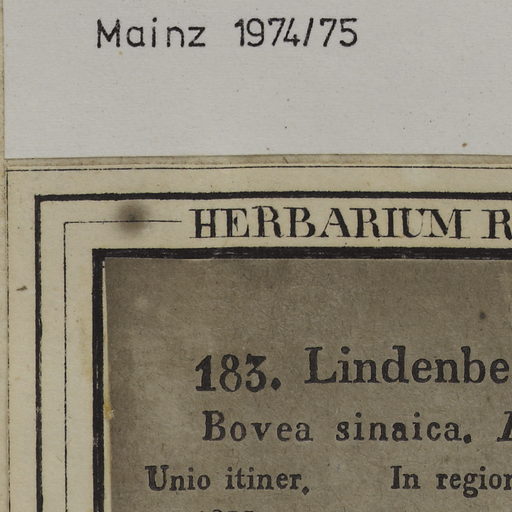 Mainz 1974/75
HERBARIUM R
183. Lindenbe
Bovea sinaica.
Unio itiner. In region